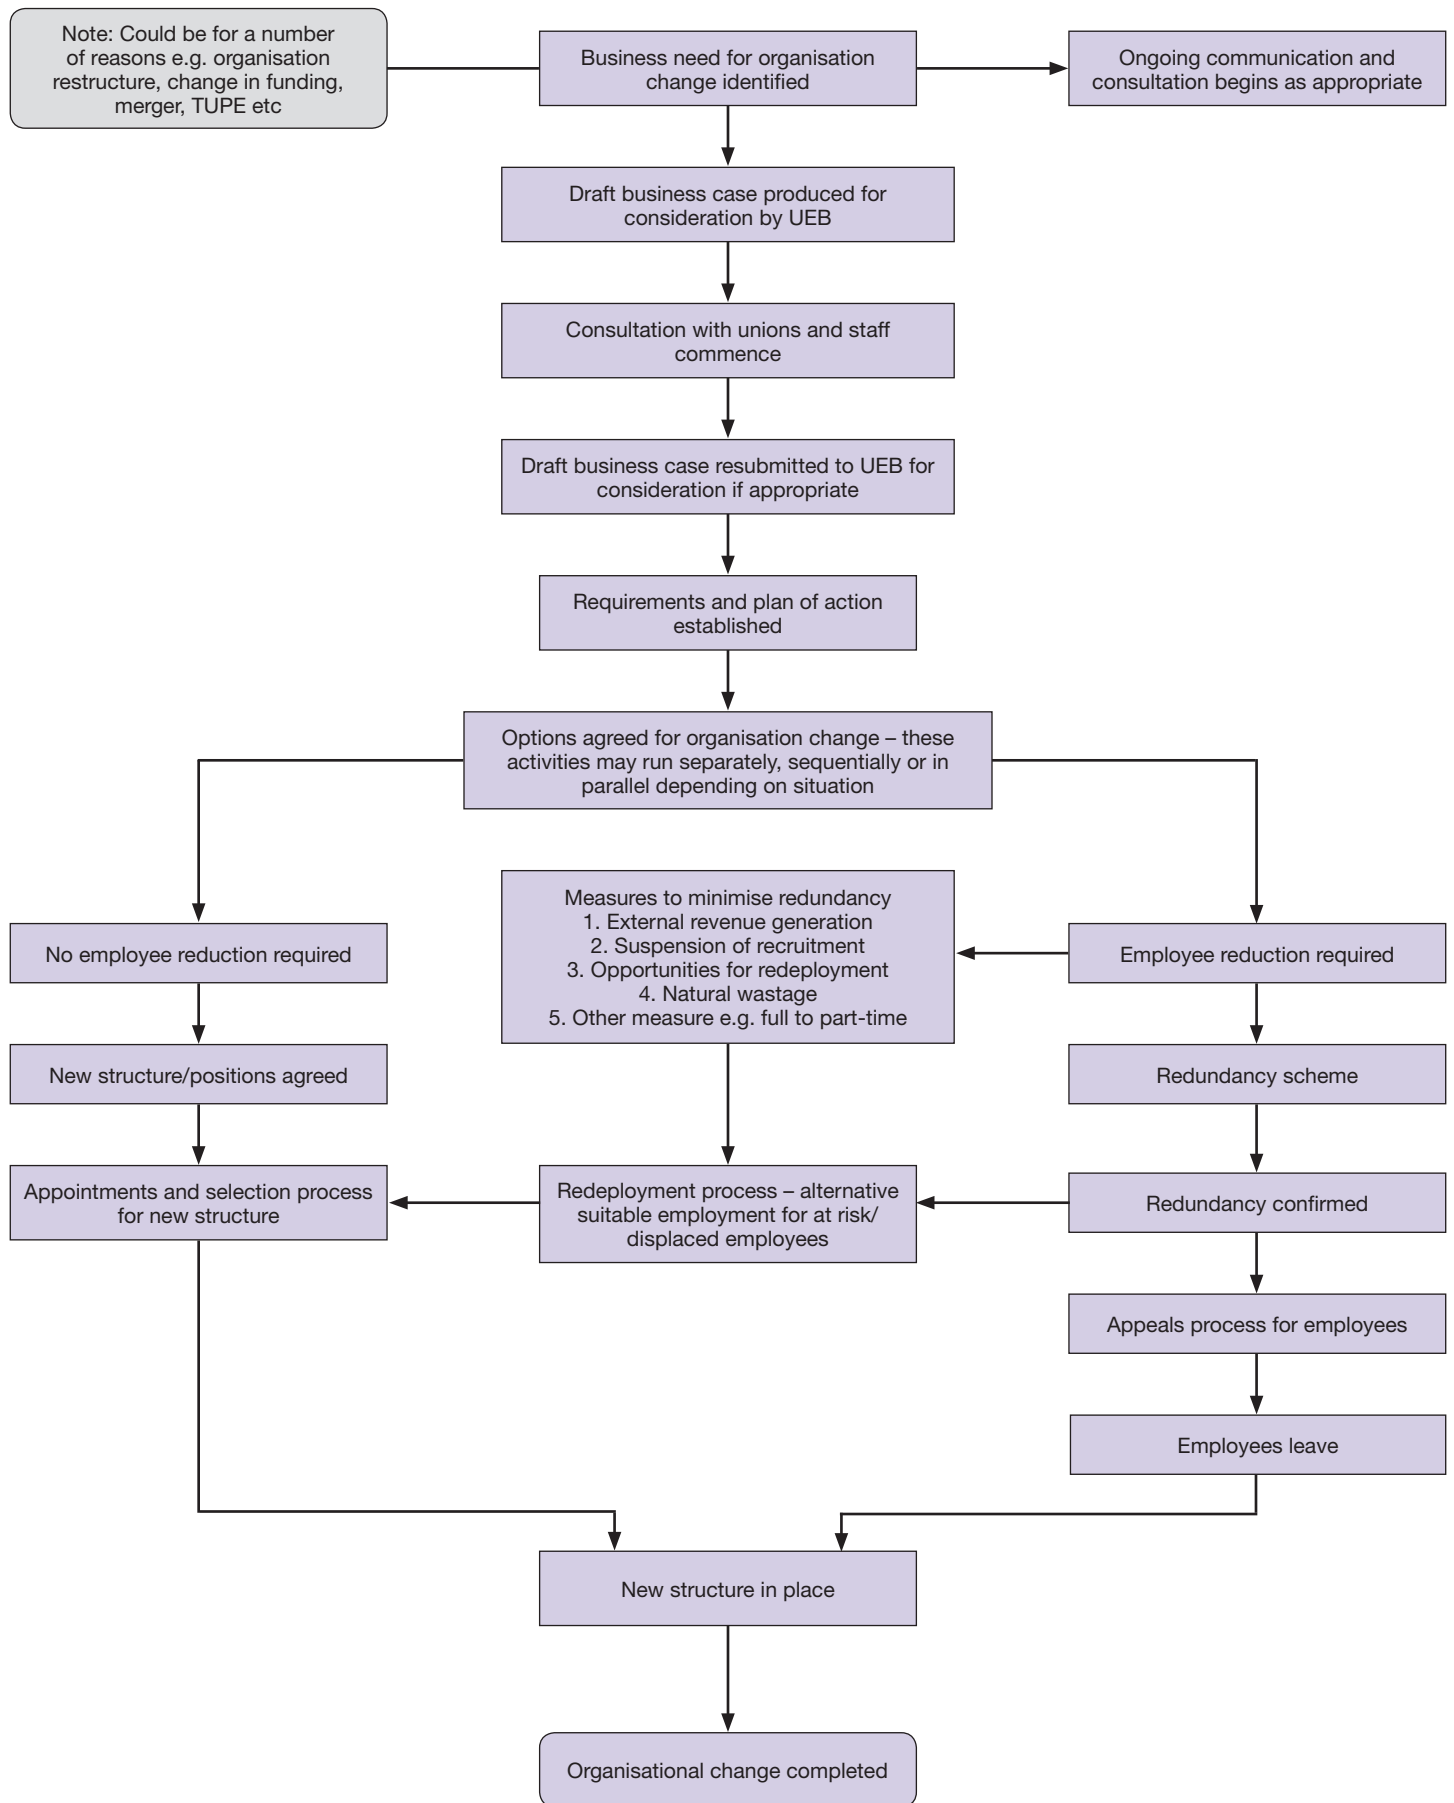 Note: Could be for a number
of reasons e.g. organisation
restructure, change in funding,
merger, TUPE etc
Business need for organisation
change identified
Ongoing communication and
consultation begins as appropriate
Draft business case produced for
consideration by UEB
Consultation with unions and staff
commence
Draft business case resubmitted to UEB for
consideration if appropriate
Requirements and plan of action
established
Options agreed for organisation change – these
activities may run separately, sequentially or in
parallel depending on situation
No employee reduction required
Measures to minimise redundancy
1. External revenue generation
2. Suspension of recruitment
3. Opportunities for redeployment
4. Natural wastage
5. Other measure e.g. full to part-time
Employee reduction required
New structure/positions agreed
Redundancy scheme
Appointments and selection process
for new structure
Redeployment process – alternative
suitable employment for at risk/
displaced employees
Redundancy confirmed
Appeals process for employees
Employees leave
New structure in place
Organisational change completed